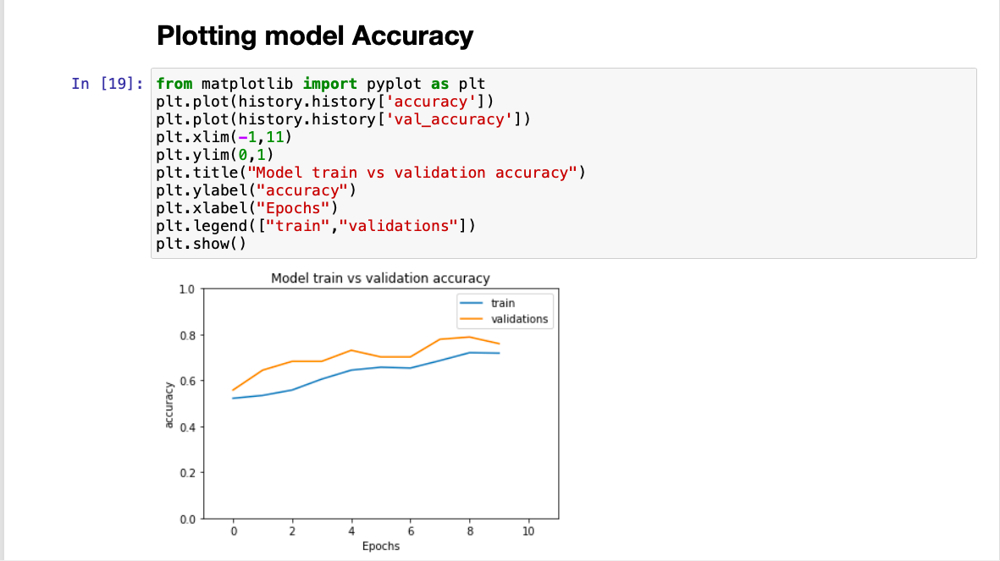 Plotting model Accuracy
In [19]:
from matplotlib import pyplot as plt
plt.plot(history.history['accuracy'])
plt.plot(history.history['val_accuracy'])
plt.xlim(-1,11)
plt.ylim(0,1)
plt.title("Model train vs validation accuracy")
plt.ylabel("accuracy")
plt.xlabel("Epochs")
plt.legend(["train","validations"])
plt.show()
Model train vs validation accuracy
train
validations
1.0
0.8
0.6
0.4
0.2
0.0
accuracy
0 2 4 6 8 10
Epochs